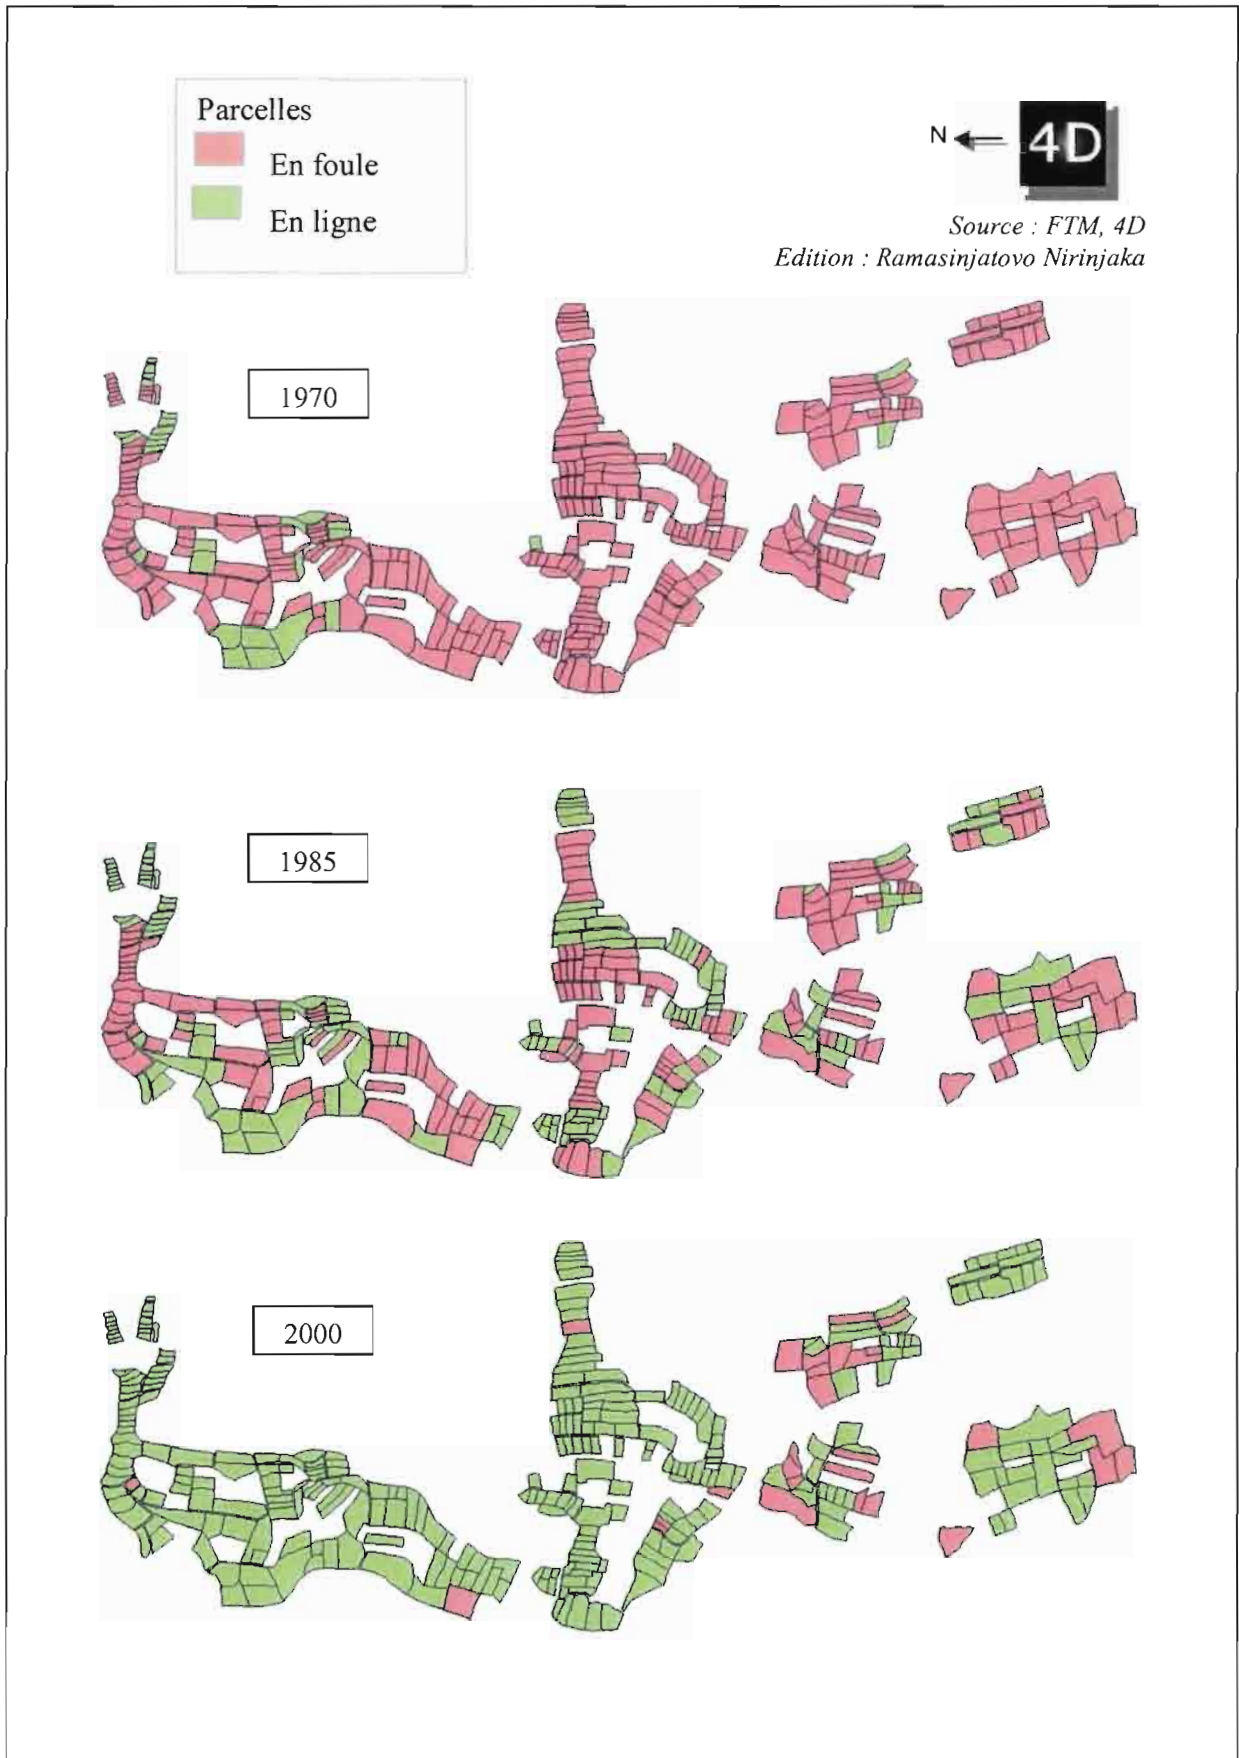 Parcelles
En foule
En ligne
N
4D
Source : FTM, 4D
Edition : Ramasinjatovo Nirinjaka
1970
1985
2000